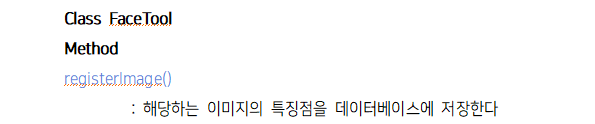 Class FaceTool
Method
registerImage()
: 해당하는 이미지의 특징점을 데이터베이스에 저장한다